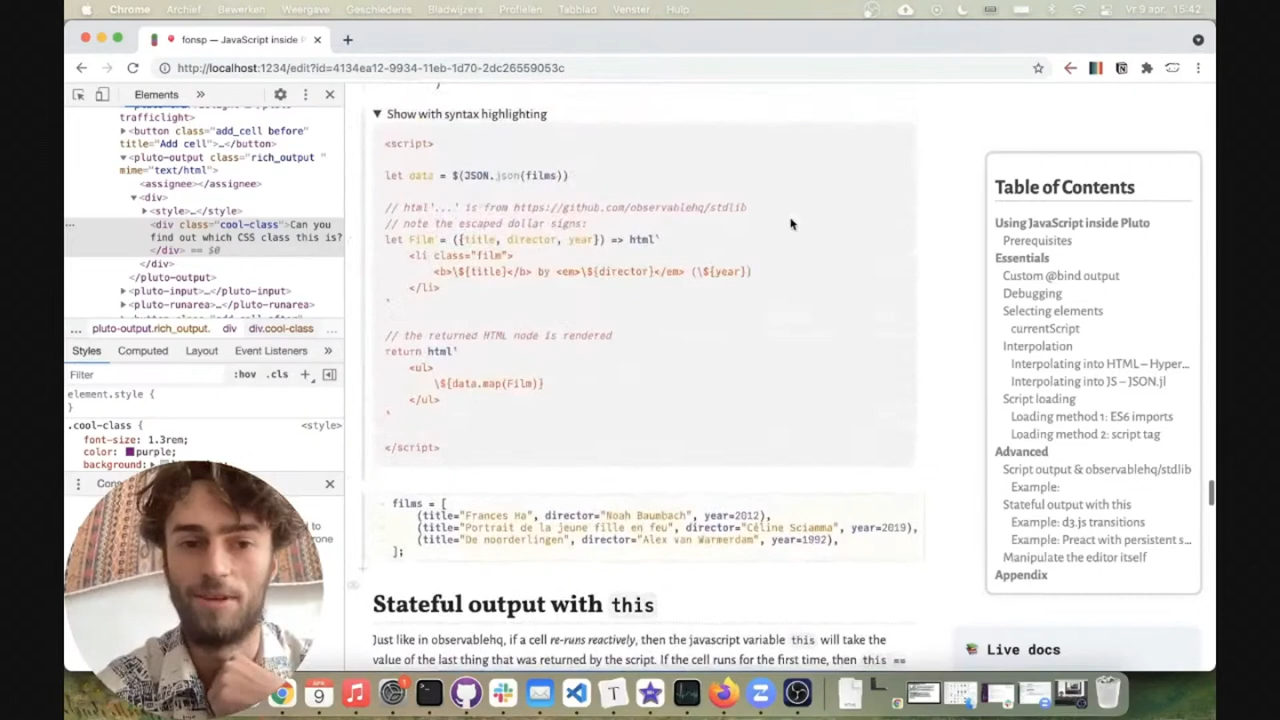 Chrome Archief Bewerken Weergave Geschiedenis Bladwijzers Profielen Tabblad Venster Hulp Vr 9 apr. 15:42
fonsp — JavaScript inside P
http://localhost:1234/edit?id=4134ea12-9934-11eb-1d70-2dc26559053c
Elements
trafficlight">…</pluto-
trafficlight>
<button class="add_cell before"
title="Add cell">…</button>
<pluto-output class="rich_output "
mime="text/html">
<assignee></assignee>
<div>
<style>…</style>
<div class="cool-class">Can you
find out which CSS class this is?
</div> == $0
</div>
</pluto-output>
<pluto-input>…</pluto-input>
<pluto-runarea>…</pluto-runarea>
… pluto-output.rich_output. div div.cool-class …
Styles Computed Layout Event Listeners
Filter :hov .cls
element.style {
}
.cool-class { <style>
font-size: 1.3rem;
color: purple;
background:
Show with syntax highlighting
<script>
let data = $(JSON.json(films))
// html`...` is from https://github.com/observablehq/stdlib
// note the escaped dollar signs:
let Film = ({title, director, year}) => html`
<li class="film">
<b>\${title}</b> by <em>\${director}</em> (\${year})
</li>
`
// the returned HTML node is rendered
return html`
<ul>
\${data.map(Film)}
</ul>
`
</script>
films = [
(title="Frances Ha", director="Noah Baumbach", year=2012),
(title="Portrait de la jeune fille en feu", director="Céline Sciamma", year=2019),
(title="De noorderlingen", director="Alex van Warmerdam", year=1992),
];
Stateful output with this
Just like in observablehq, if a cell re-runs reactively, then the javascript variable this will take the
value of the last thing that was returned by the script. If the cell runs for the first time, then this ==
Table of Contents
Using JavaScript inside Pluto
Prerequisites
Essentials
Custom @bind output
Debugging
Selecting elements
currentScript
Interpolation
Interpolating into HTML – Hyper...
Interpolating into JS – JSON.jl
Script loading
Loading method 1: ES6 imports
Loading method 2: script tag
Advanced
Script output & observablehq/stdlib
Example:
Stateful output with this
Example: d3.js transitions
Example: Preact with persistent s...
Manipulate the editor itself
Appendix
Live docs